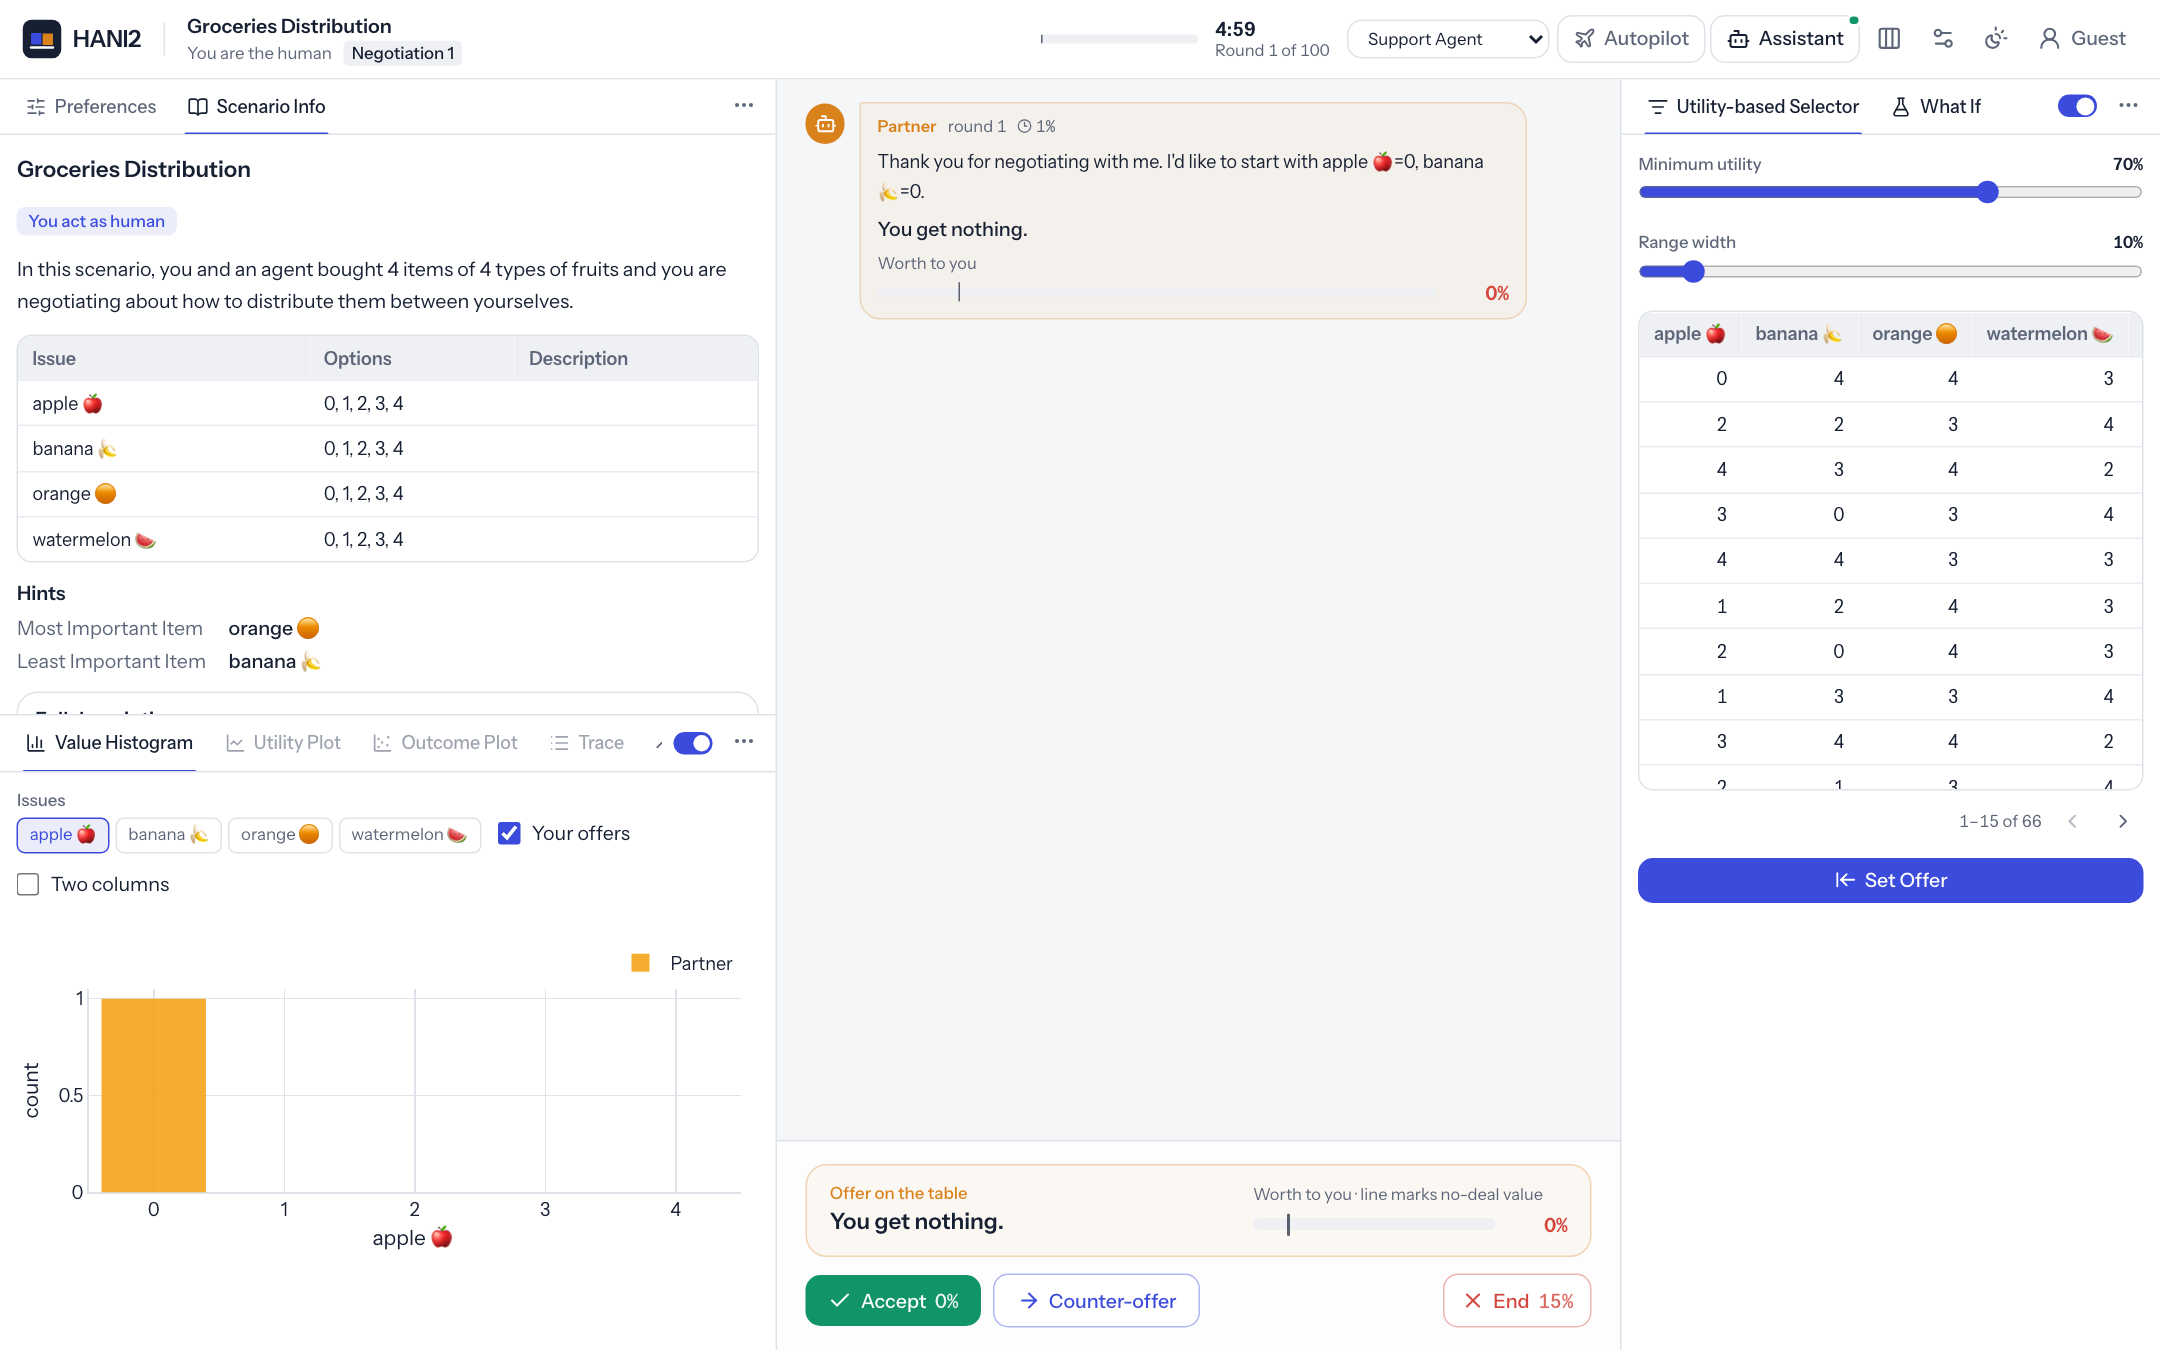 HANI2
Groceries Distribution
You are the human Negotiation 1
4:59
Round 1 of 100
Support Agent
Autopilot
Assistant
Guest
Preferences
Scenario Info
Groceries Distribution
You act as human
In this scenario, you and an agent bought 4 items of 4 types of fruits and you are
negotiating about how to distribute them between yourselves.
Issue Options Description
apple 🍎 0, 1, 2, 3, 4
banana 🍌 0, 1, 2, 3, 4
orange 🟠 0, 1, 2, 3, 4
watermelon 🍉 0, 1, 2, 3, 4
Hints
Most Important Item orange 🟠
Least Important Item banana 🍌
Value Histogram
Utility Plot
Outcome Plot
Trace
Issues
apple 🍎 banana 🍌 orange 🟠 watermelon 🍉 Your offers
Two columns
Partner
1
0.5
0
count
0 1 2 3 4
apple 🍎
Partner round 1 1%
Thank you for negotiating with me. I'd like to start with apple 🍎=0, banana
🍌=0.
You get nothing.
Worth to you
0%
Offer on the table
You get nothing.
Worth to you · line marks no-deal value
0%
Accept 0%
Counter-offer
End 15%
Utility-based Selector
What If
Minimum utility 70%
Range width 10%
apple 🍎 banana 🍌 orange 🟠 watermelon 🍉
0 4 4 3
2 2 3 4
4 3 4 2
3 0 3 4
4 4 3 3
1 2 4 3
2 0 4 3
1 3 3 4
3 4 4 2
2 1 3 4
1–15 of 66
Set Offer